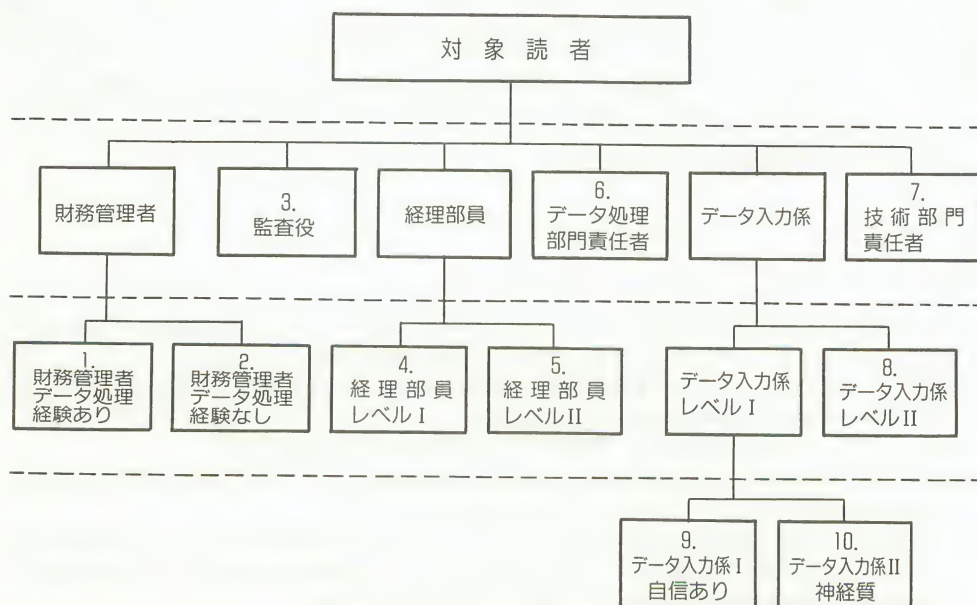 対象読者
財務管理者
3.
監査役
経理部員
6.
データ処理
部門責任者
データ入力係
7.
技術部門
責任者
1.
財務管理者
データ処理
経験あり
2.
財務管理者
データ処理
経験なし
4.
経理部員
レベルI
5.
経理部員
レベルII
データ入力係
レベルI
8.
データ入力係
レベルII
9.
データ入力係I
自信あり
10.
データ入力係II
神経質